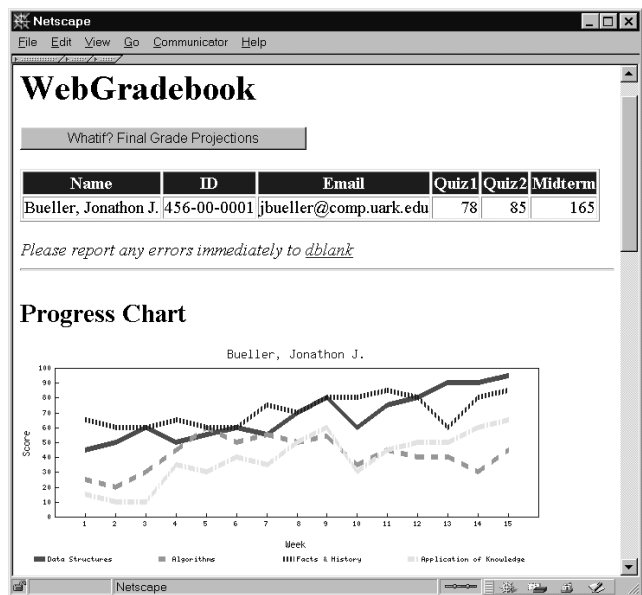 Netscape
File Edit View Go Communicator Help
WebGradebook
Whatif? Final Grade Projections
Name ID Email Quiz1 Quiz2 Midterm
Bueller, Jonathon J. 456-00-0001 jbueller@comp.uark.edu 78 85 165
Please report any errors immediately to dblank
Progress Chart
Bueller, Jonathon J.
100
90
80
70
60
50
40
30
20
10
0
Score
1 2 3 4 5 6 7 8 9 10 11 12 13 14 15
Week
Data Structures Algorithms Facts & History Application of Knowledge
Netscape